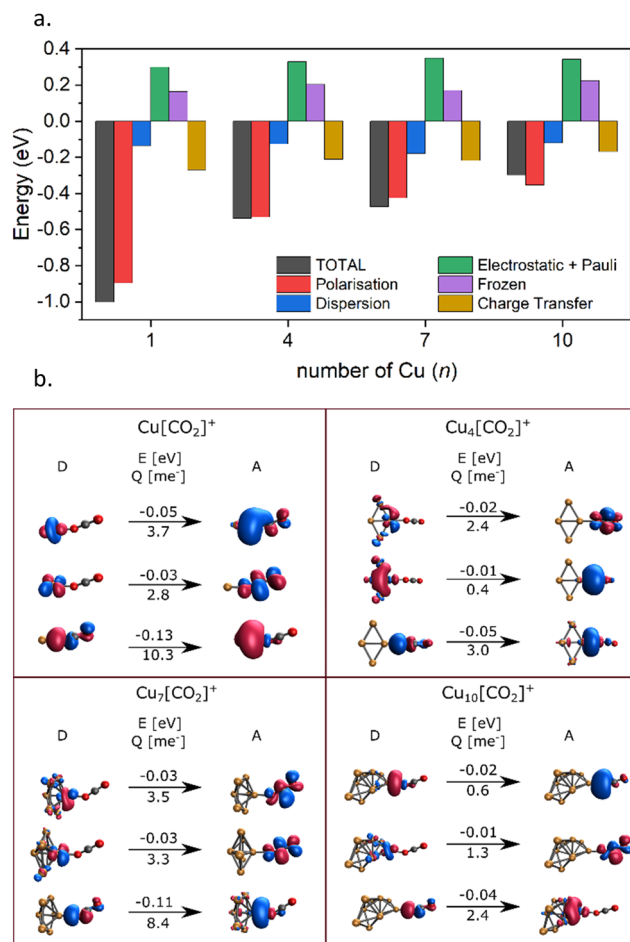 a.
0.4
0.2
0.0
-0.2
-0.4
-0.6
-0.8
-1.0
Energy (eV)
TOTAL
Polarisation
Dispersion
Electrostatic + Pauli
Frozen
Charge Transfer
1 4 7 10
number of Cu (n)
b.
Cu[CO₂]⁺
D E [eV] A
Q [me⁻]
-0.05
3.7
-0.03
2.8
-0.13
10.3
Cu₄[CO₂]⁺
D E [eV] A
Q [me⁻]
-0.02
2.4
-0.01
0.4
-0.05
3.0
Cu₇[CO₂]⁺
D E [eV] A
Q [me⁻]
-0.03
3.5
-0.03
3.3
-0.11
8.4
Cu₁₀[CO₂]⁺
D E [eV] A
Q [me⁻]
-0.02
0.6
-0.01
1.3
-0.04
2.4